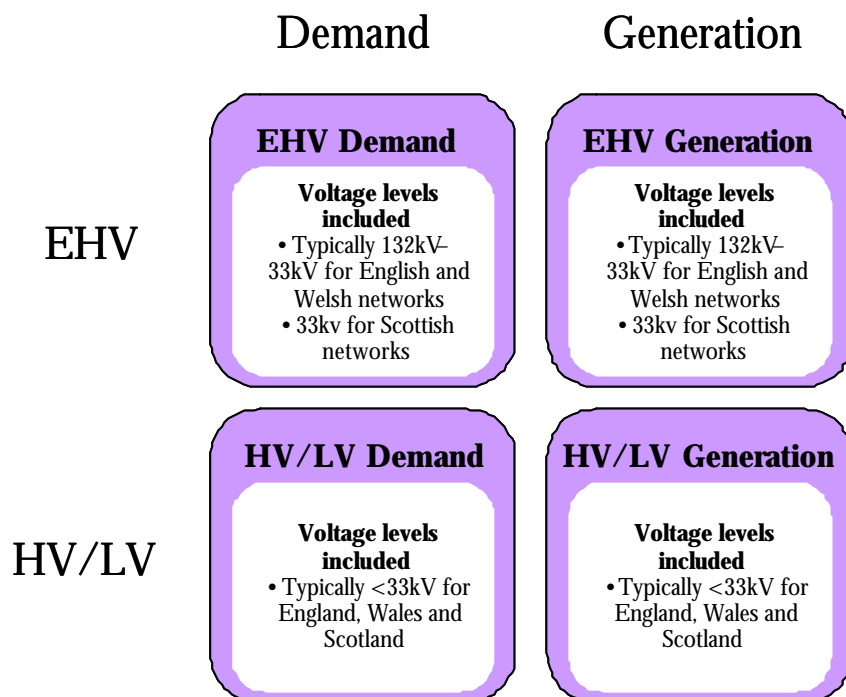 Demand
Generation
EHV
EHV Demand
Voltage levels
included
• Typically 132kV–
33kV for English and
Welsh networks
• 33kv for Scottish
networks
EHV Generation
Voltage levels
included
• Typically 132kV–
33kV for English and
Welsh networks
• 33kv for Scottish
networks
HV/LV
HV/LV Demand
Voltage levels
included
• Typically <33kV for
England, Wales and
Scotland
HV/LV Generation
Voltage levels
included
• Typically <33kV for
England, Wales and
Scotland